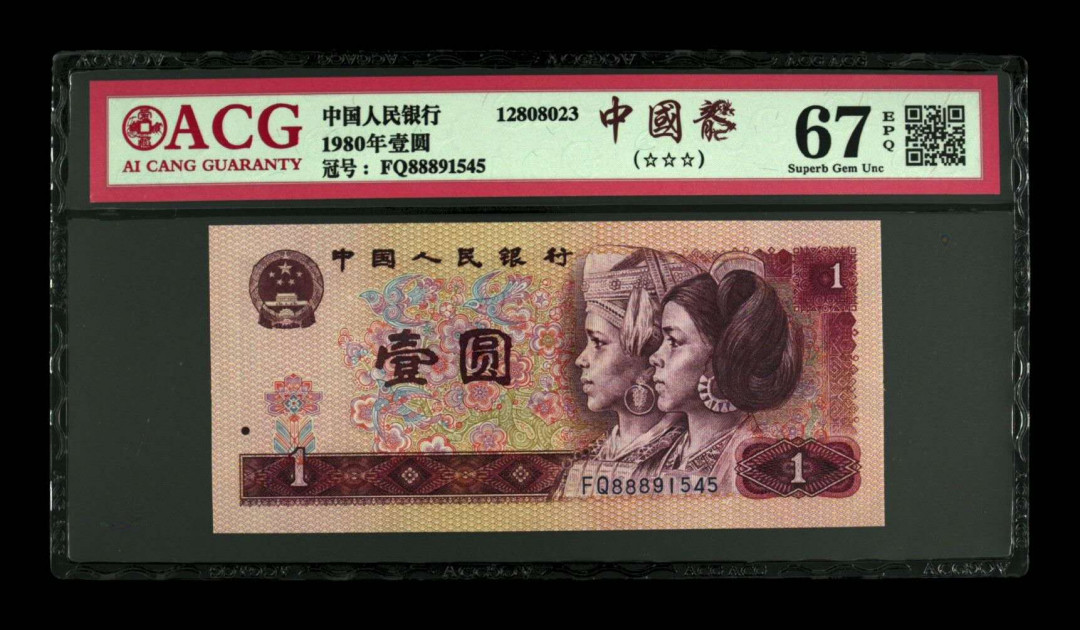 ACG
AI CANG GUARANTY
中国人民银行
1980年壹圆
冠号：FQ88891545
12808023
中國龍
(☆☆☆)
67
EPQ
Superb Gem Unc
中国人民银行
1
壹圆
1
FQ88891545
1